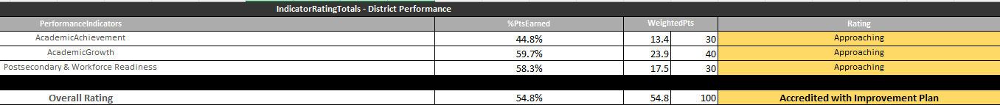 IndicatorRatingTotals - District Performance
PerformanceIndicators %PtsEarned WeightedPts Rating
AcademicAchievement 44.8% 13.4 30 Approaching
AcademicGrowth 59.7% 23.9 40 Approaching
Postsecondary & Workforce Readiness 58.3% 17.5 30 Approaching
Overall Rating 54.8% 54.8 100 Accredited with Improvement Plan